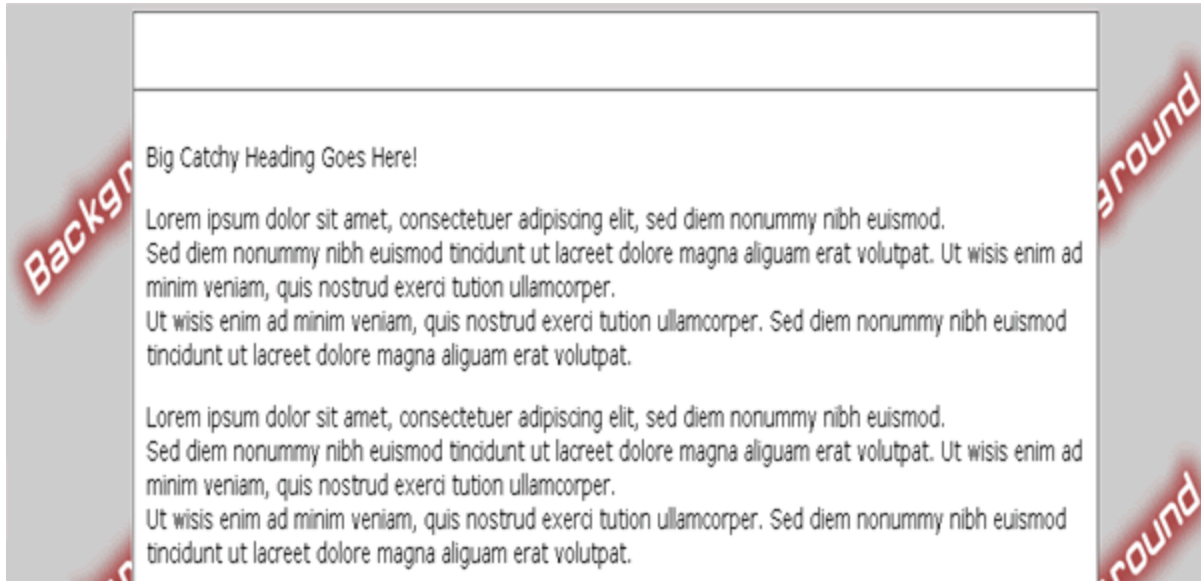 Big Catchy Heading Goes Here!
Lorem ipsum dolor sit amet, consectetuer adipiscing elit, sed diem nonummy nibh euismod.
Sed diem nonummy nibh euismod tincidunt ut lacreet dolore magna aliguam erat volutpat. Ut wisis enim ad
minim veniam, quis nostrud exerci tution ullamcorper.
Ut wisis enim ad minim veniam, quis nostrud exerci tution ullamcorper. Sed diem nonummy nibh euismod
tincidunt ut lacreet dolore magna aliguam erat volutpat.
Lorem ipsum dolor sit amet, consectetuer adipiscing elit, sed diem nonummy nibh euismod.
Sed diem nonummy nibh euismod tincidunt ut lacreet dolore magna aliguam erat volutpat. Ut wisis enim ad
minim veniam, quis nostrud exerci tution ullamcorper.
Ut wisis enim ad minim veniam, quis nostrud exerci tution ullamcorper. Sed diem nonummy nibh euismod
tincidunt ut lacreet dolore magna aliguam erat volutpat.
Backgr
ground
round